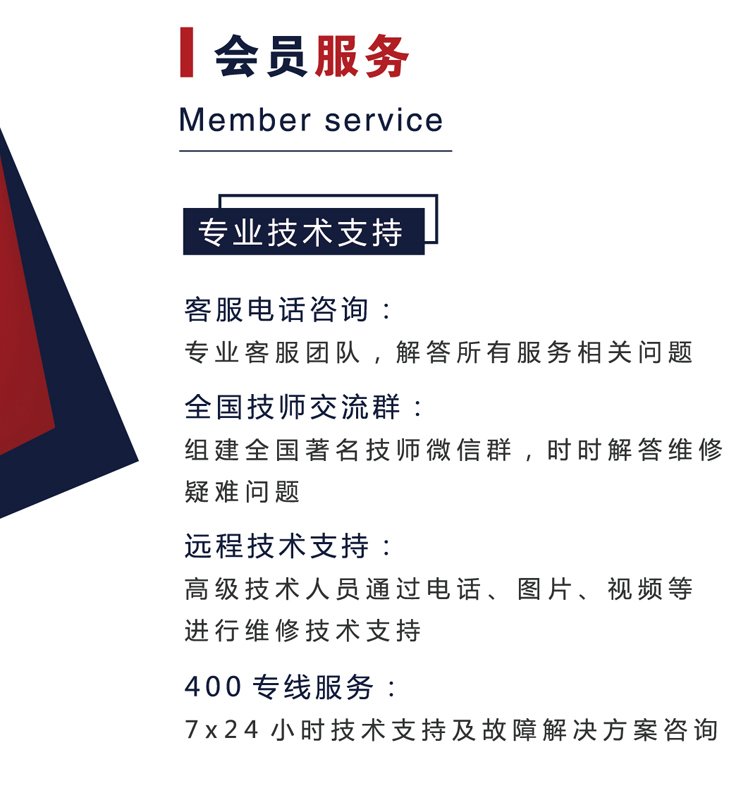 会员服务
Member service
专业技术支持
客服电话咨询：
专业客服团队，解答所有服务相关问题
全国技师交流群：
组建全国著名技师微信群，时时解答维修
疑难问题
远程技术支持：
高级技术人员通过电话、图片、视频等
进行维修技术支持
400 专线服务：
7x24 小时技术支持及故障解决方案咨询